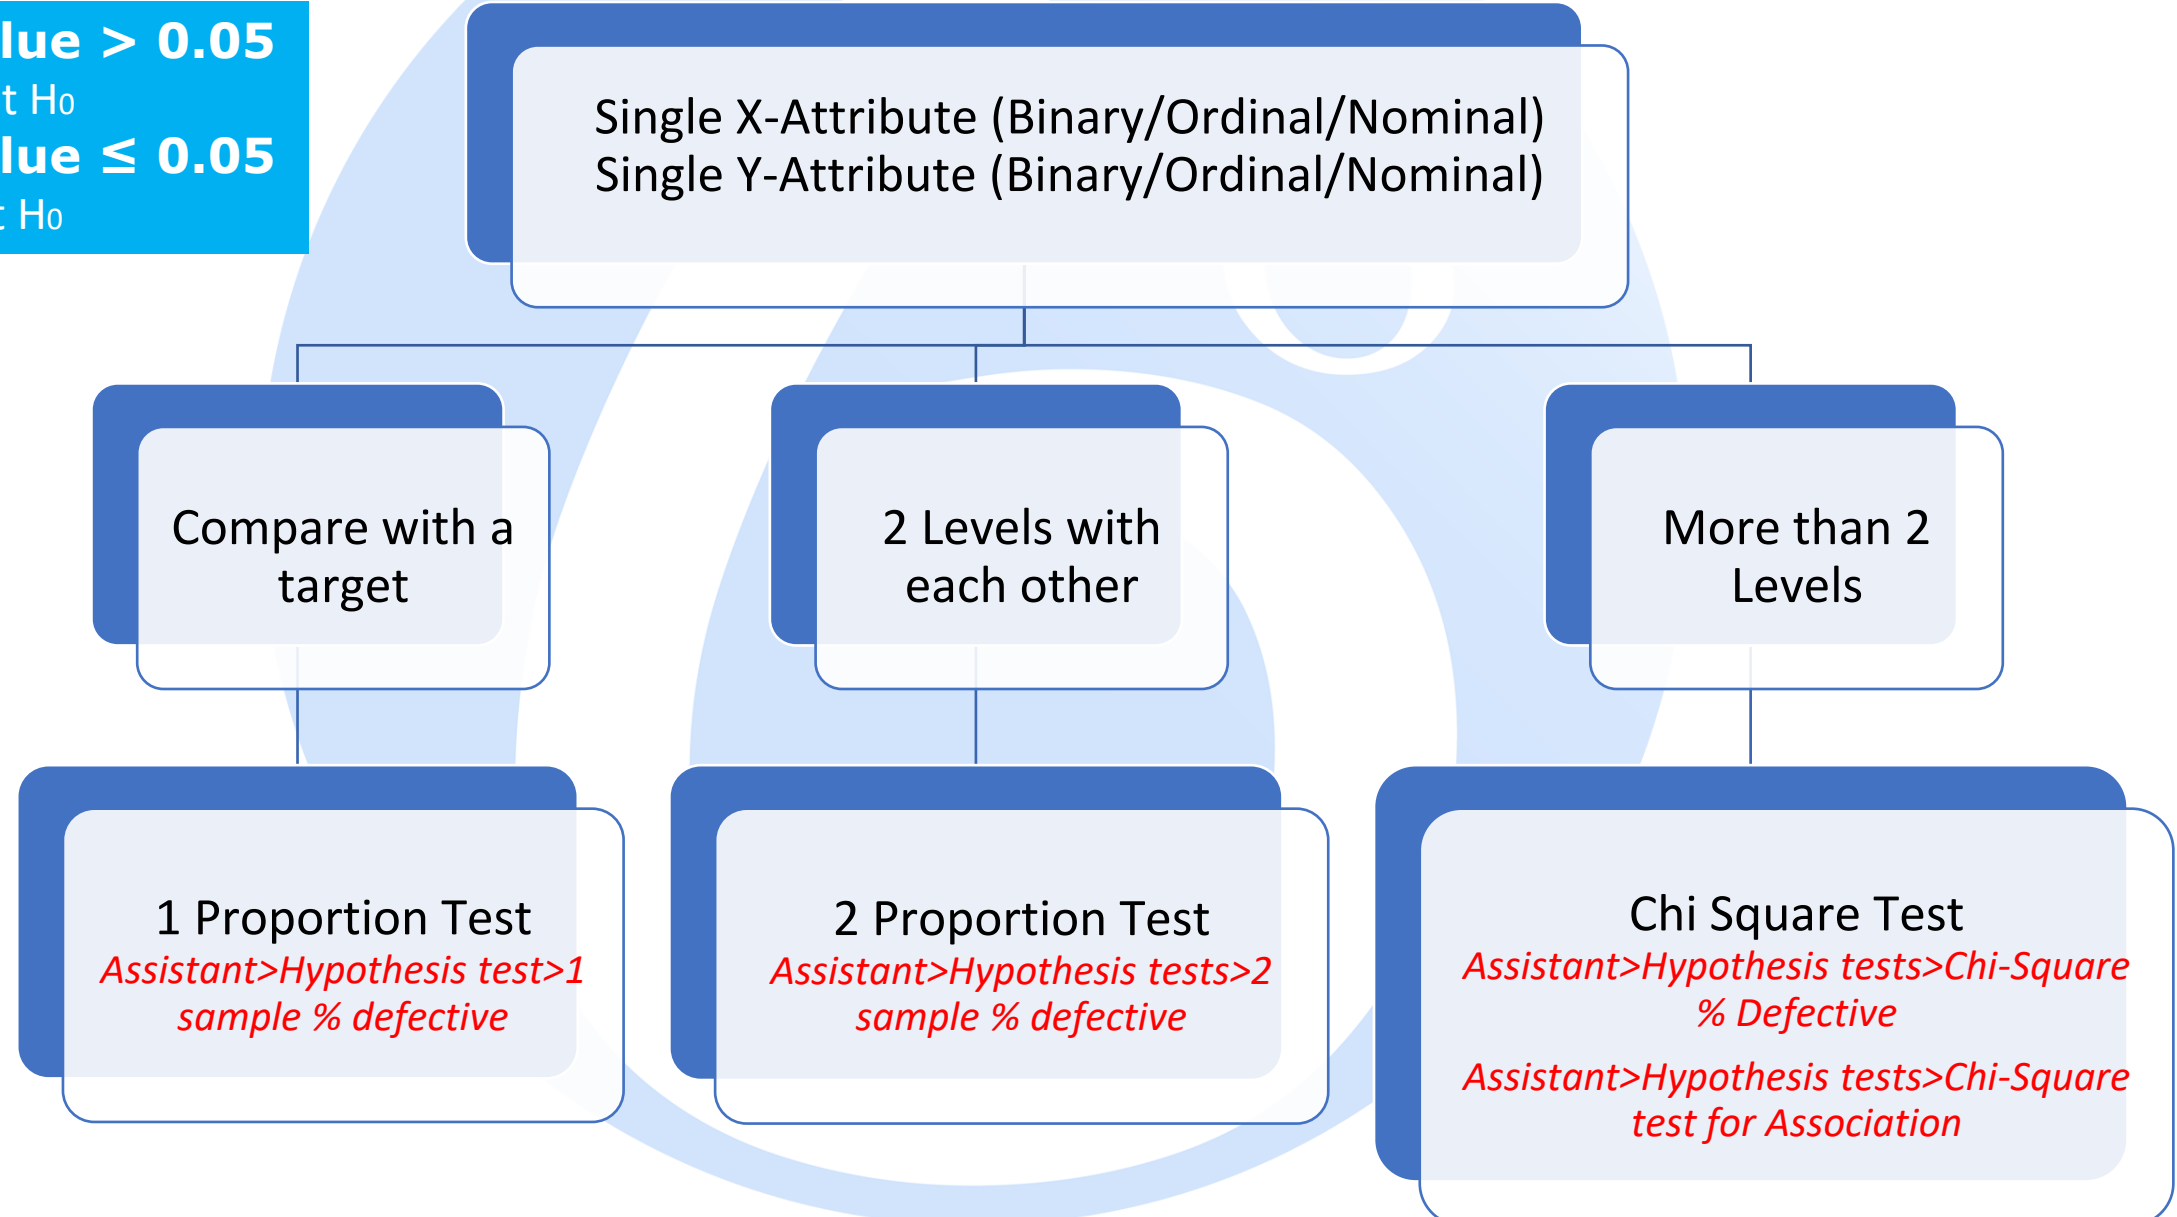 lue > 0.05
t H0
lue ≤ 0.05
t H0
Single X-Attribute (Binary/Ordinal/Nominal)
Single Y-Attribute (Binary/Ordinal/Nominal)
Compare with a
target
2 Levels with
each other
More than 2
Levels
1 Proportion Test
Assistant>Hypothesis test>1
sample % defective
2 Proportion Test
Assistant>Hypothesis tests>2
sample % defective
Chi Square Test
Assistant>Hypothesis tests>Chi-Square
% Defective
Assistant>Hypothesis tests>Chi-Square
test for Association